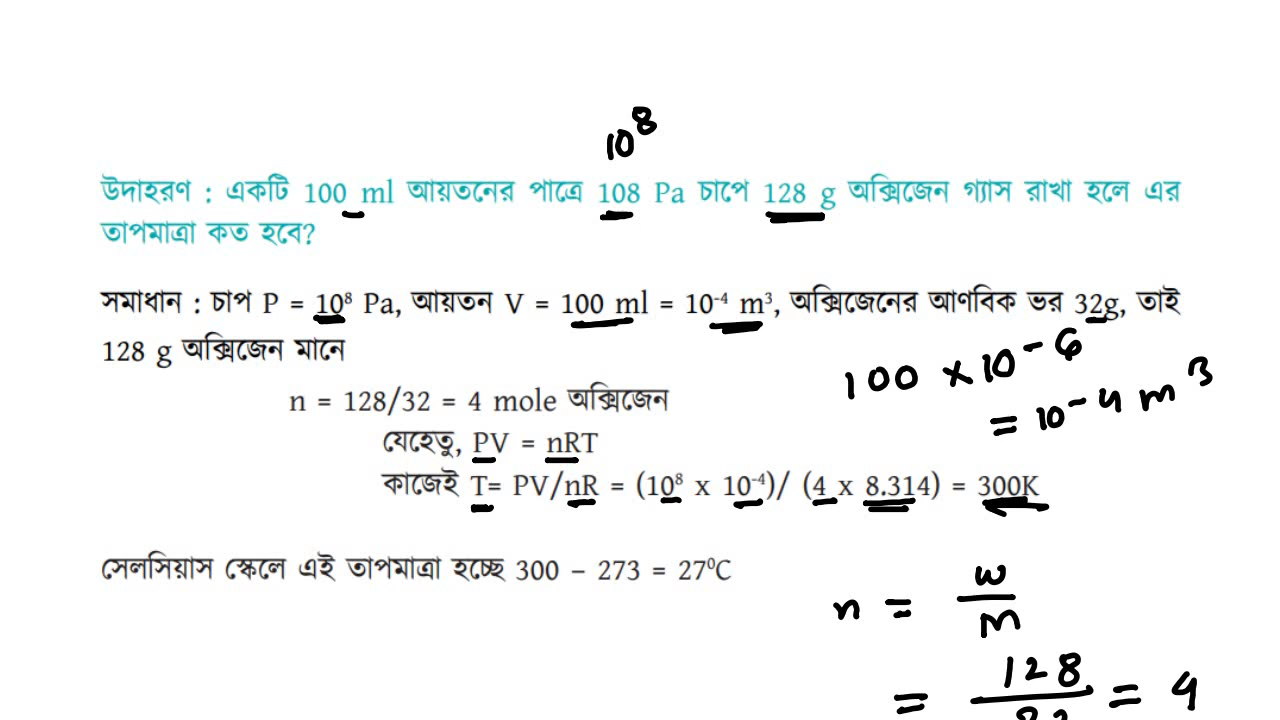 10⁸
উদাহরণ : একটি 100 ml আয়তনের পাত্রে 108 Pa চাপে 128 g অক্সিজেন গ্যাস রাখা হলে এর
তাপমাত্রা কত হবে?
সমাধান : চাপ P = 10⁸ Pa, আয়তন V = 100 ml = 10⁻⁴ m³, অক্সিজেনের আণবিক ভর 32g, তাই
128 g অক্সিজেন মানে
100 × 10⁻⁶
= 10⁻⁴ m³
n = 128/32 = 4 mole অক্সিজেন
যেহেতু, PV = nRT
কাজেই T= PV/nR = (10⁸ x 10⁻⁴)/ (4 x 8.314) = 300K
সেলসিয়াস স্কেলে এই তাপমাত্রা হচ্ছে 300 – 273 = 27⁰C
n = w/m
= 128/32 = 4